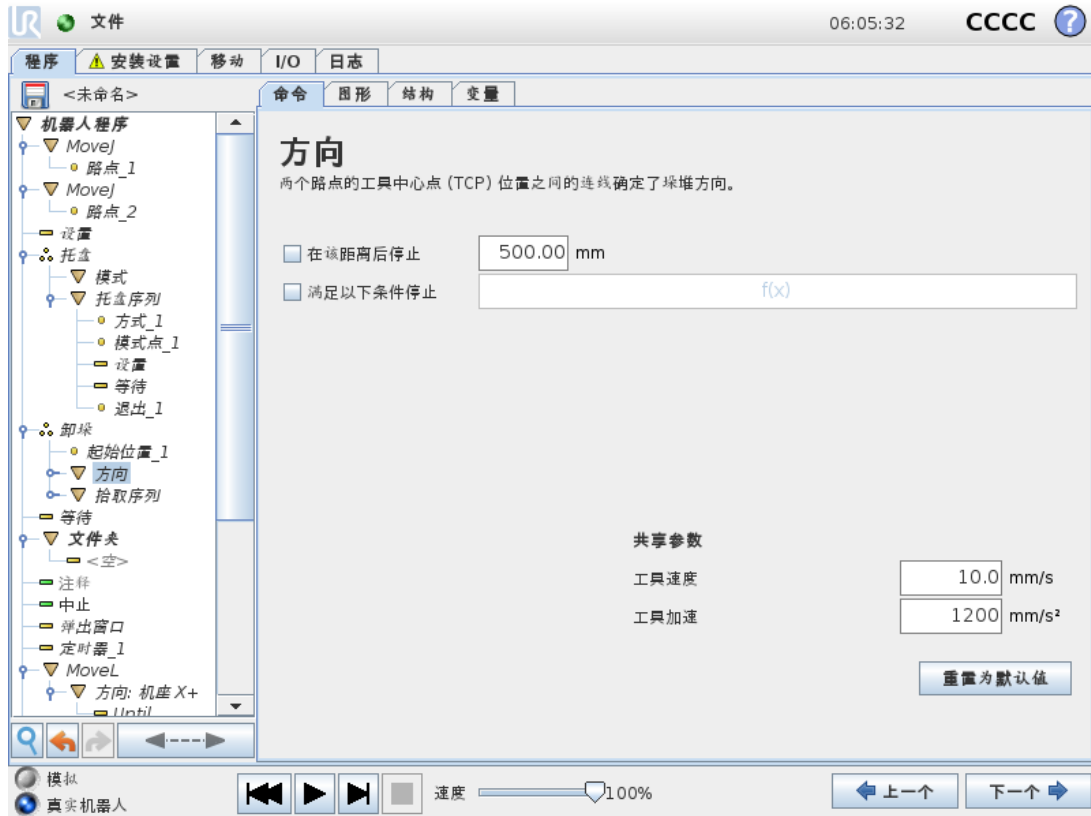 UR 文件 06:05:32 CCCC ?
程序 安装设置 移动 I/O 日志
<未命名>
命令 图形 结构 变量
机器人程序
MoveJ
路点_1
MoveJ
路点_2
设置
托盘
模式
托盘序列
方式_1
模式点_1
设置
等待
退出_1
卸垛
起始位置_1
方向
拾取序列
等待
文件夹
<空>
注释
中止
弹出窗口
定时器_1
MoveL
方向: 机座 X+
Until
方向
两个路点的工具中心点 (TCP) 位置之间的连线确定了垛堆方向。
在该距离后停止 500.00 mm
满足以下条件停止 f(x)
共享参数
工具速度 10.0 mm/s
工具加速 1200 mm/s²
重置为默认值
模拟
真实机器人
速度 100%
上一个 下一个